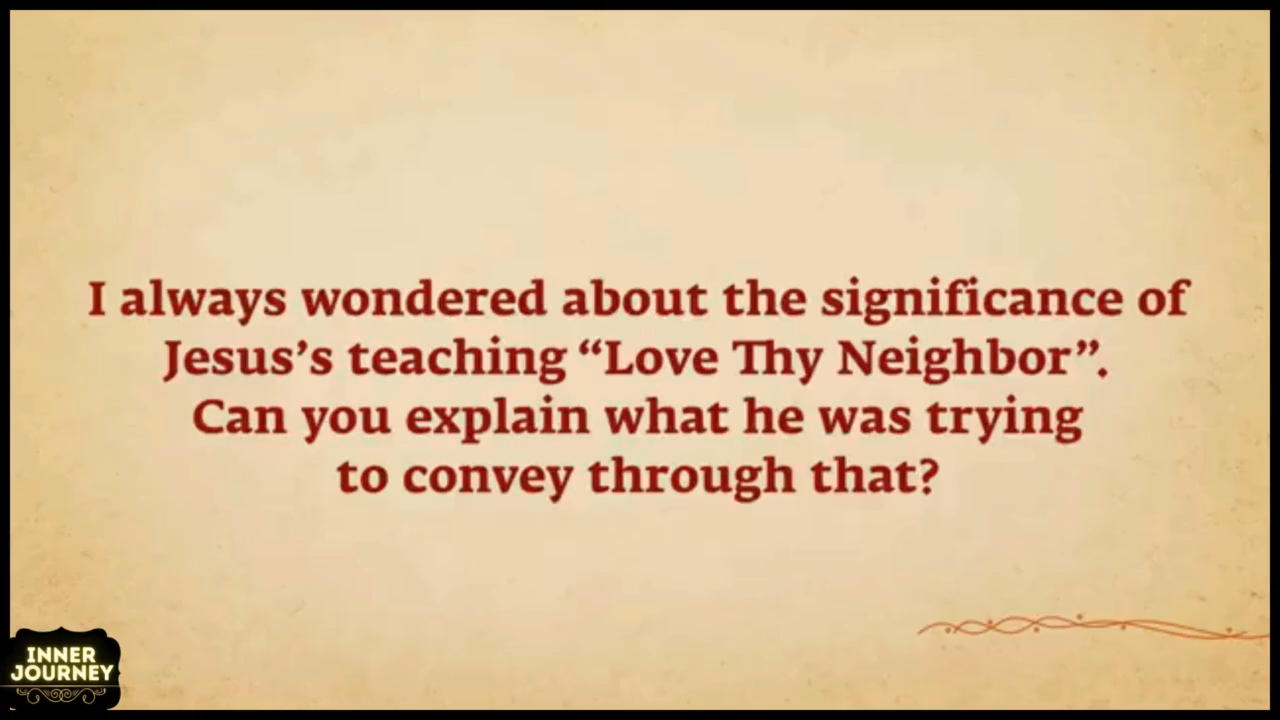 I always wondered about the significance of
Jesus’s teaching “Love Thy Neighbor”.
Can you explain what he was trying
to convey through that?
INNER
JOURNEY